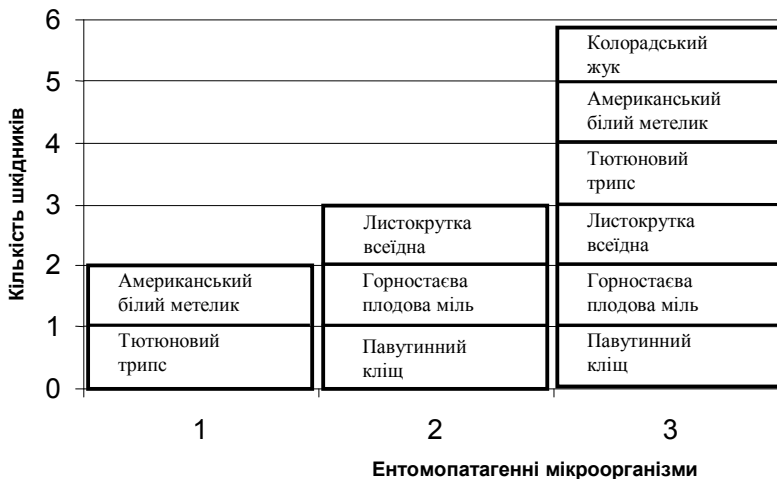 Кількість шкідників
6
5
4
3
2
1
0
Американський
білий метелик
Тютюновий
трипс
Листокрутка
всеїдна
Горностаєва
плодова міль
Павутинний
кліщ
Колорадський
жук
Американський
білий метелик
Тютюновий
трипс
Листокрутка
всеїдна
Горностаєва
плодова міль
Павутинний
кліщ
1
2
3
Ентомопатагенні мікроорганізми